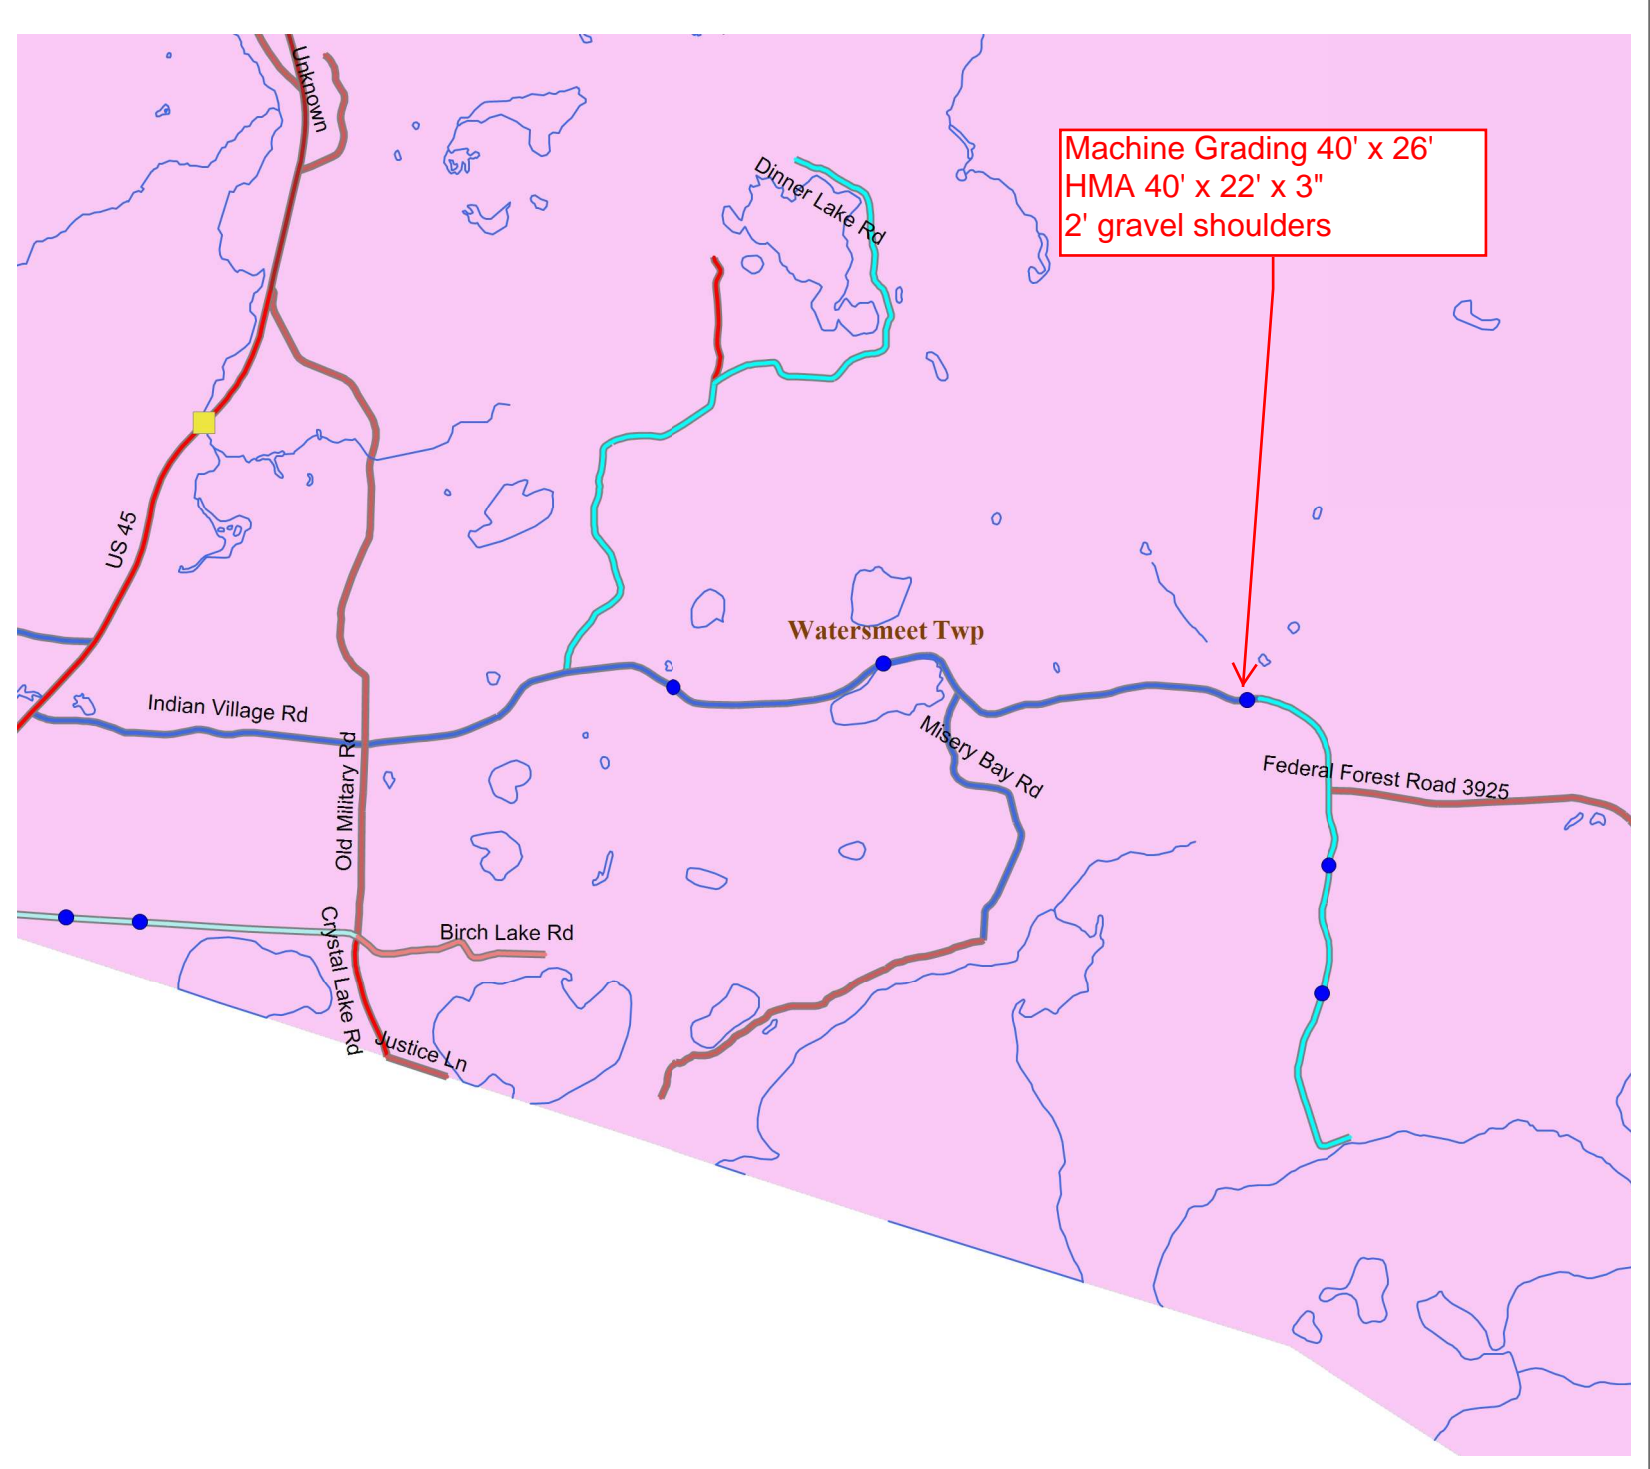 Unknown
Machine Grading 40' x 26'
HMA 40' x 22' x 3"
2' gravel shoulders
Dinner Lake Rd
US 45
Watersmeet Twp
Indian Village Rd
Misery Bay Rd
Old Military Rd
Federal Forest Road 3925
Crystal Lake Rd
Birch Lake Rd
Justice Ln